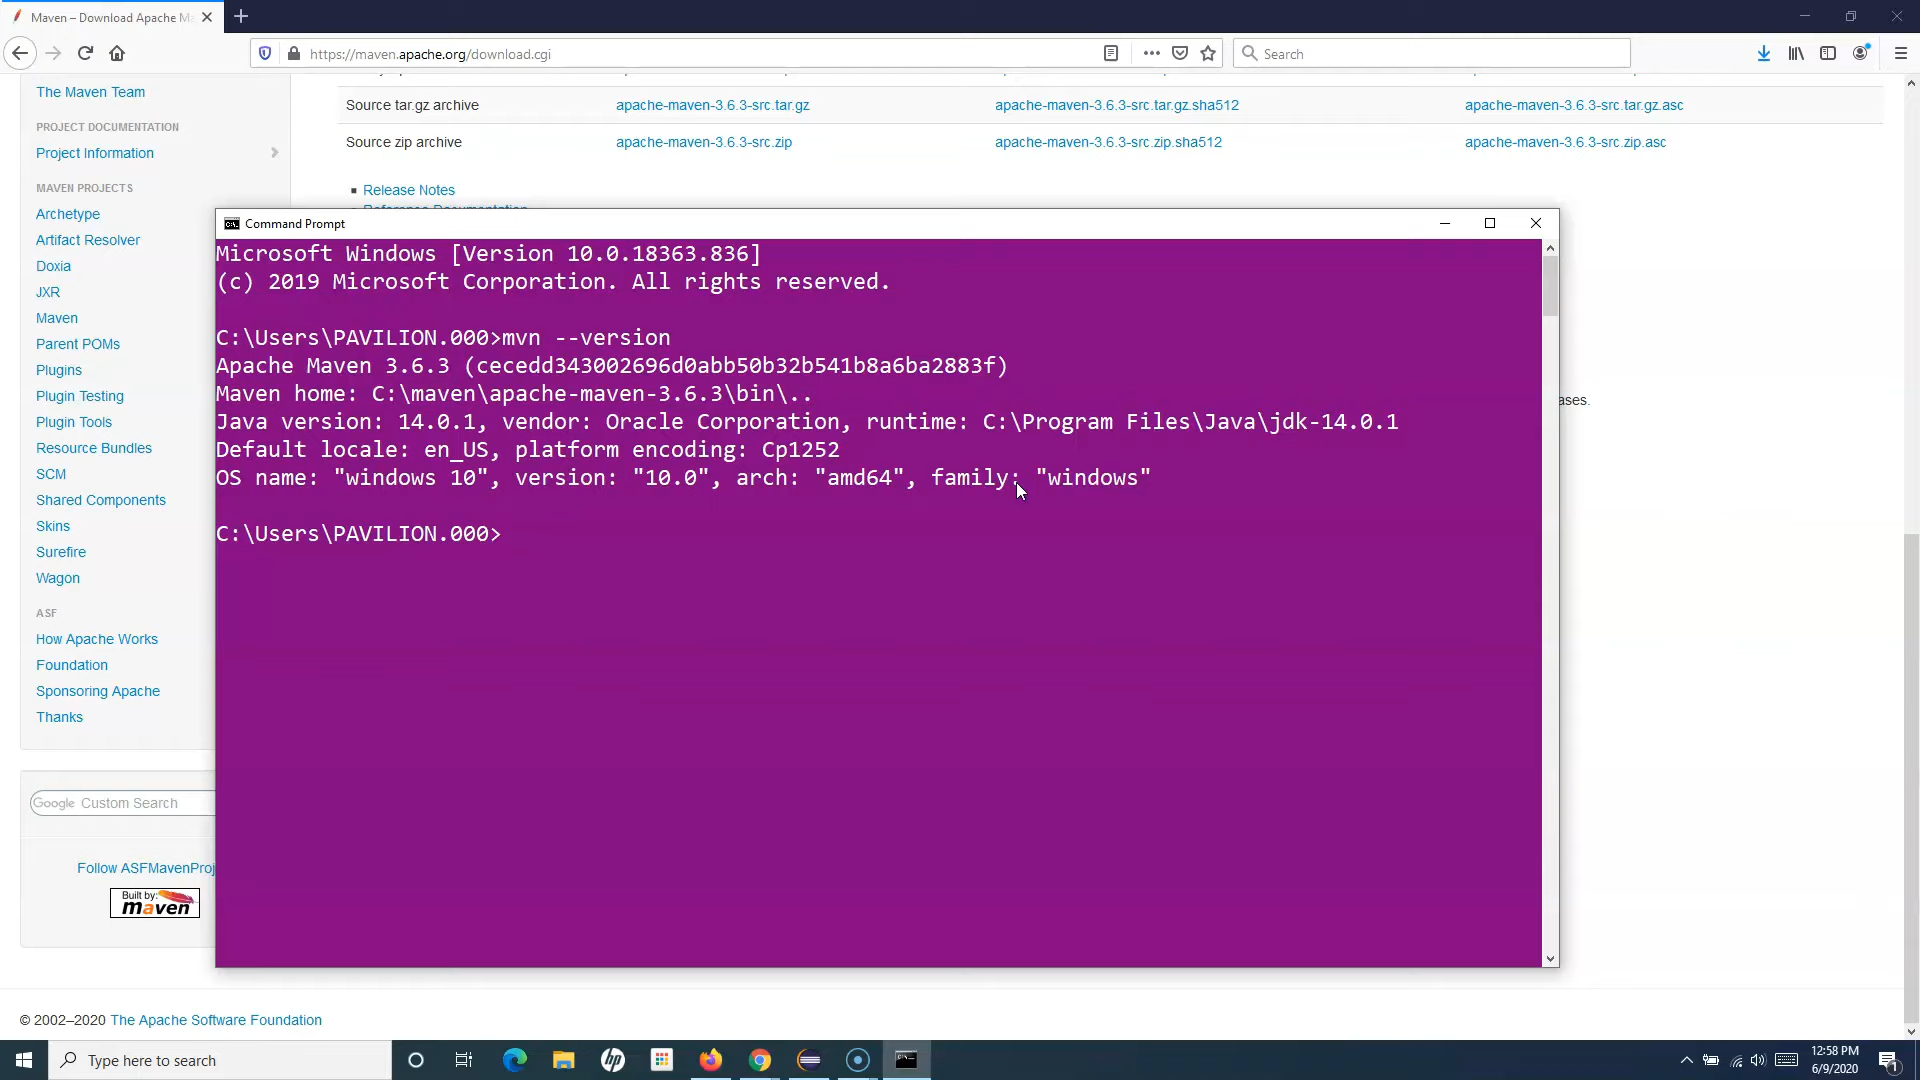 Maven – Download Apache Ma
https://maven.apache.org/download.cgi
Search
The Maven Team
PROJECT DOCUMENTATION
Project Information
MAVEN PROJECTS
Archetype
Artifact Resolver
Doxia
JXR
Maven
Parent POMs
Plugins
Plugin Testing
Plugin Tools
Resource Bundles
SCM
Shared Components
Skins
Surefire
Wagon
ASF
How Apache Works
Foundation
Sponsoring Apache
Thanks
Google Custom Search
Follow ASFMavenProj
Built by:
maven
Source tar.gz archive apache-maven-3.6.3-src.tar.gz apache-maven-3.6.3-src.tar.gz.sha512 apache-maven-3.6.3-src.tar.gz.asc
Source zip archive apache-maven-3.6.3-src.zip apache-maven-3.6.3-src.zip.sha512 apache-maven-3.6.3-src.zip.asc
Release Notes
Reference Documentation
ases.
Command Prompt
Microsoft Windows [Version 10.0.18363.836]
(c) 2019 Microsoft Corporation. All rights reserved.
C:\Users\PAVILION.000>mvn --version
Apache Maven 3.6.3 (cecedd343002696d0abb50b32b541b8a6ba2883f)
Maven home: C:\maven\apache-maven-3.6.3\bin\..
Java version: 14.0.1, vendor: Oracle Corporation, runtime: C:\Program Files\Java\jdk-14.0.1
Default locale: en_US, platform encoding: Cp1252
OS name: "windows 10", version: "10.0", arch: "amd64", family: "windows"
C:\Users\PAVILION.000>
© 2002–2020 The Apache Software Foundation
Type here to search
hp
12:58 PM
6/9/2020
1